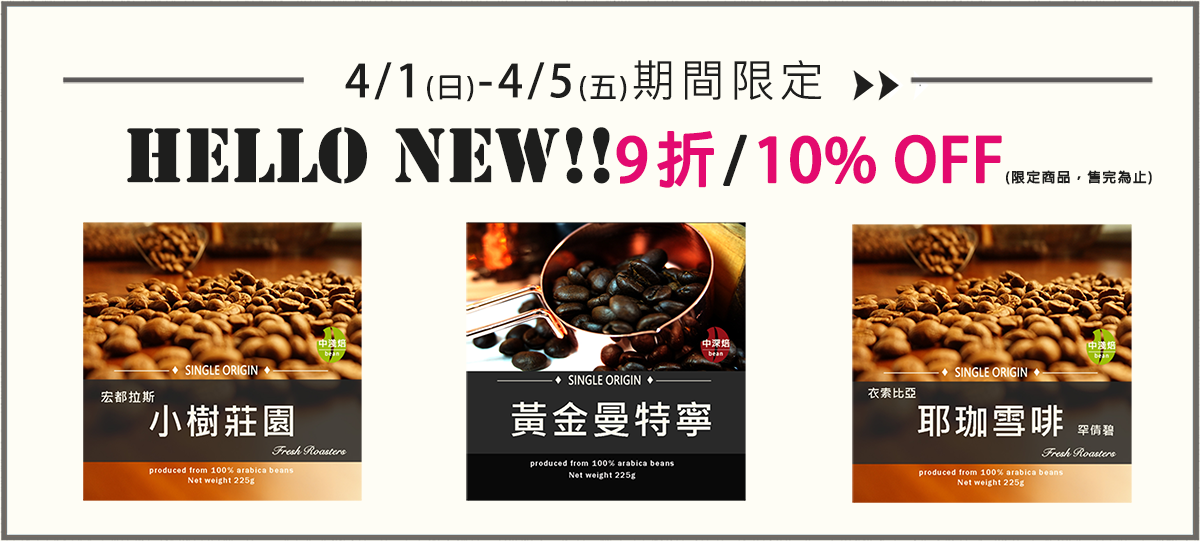 4/1(日)-4/5(五)期間限定
HELLO NEW!!9折/10% OFF(限定商品，售完為止)
中淺焙
bean
SINGLE ORIGIN
宏都拉斯
小樹莊園
Fresh Roasters
produced from 100% arabica beans
Net weight 225g
中深焙
bean
SINGLE ORIGIN
黃金曼特寧
produced from 100% arabica beans
Net weight 225g
中淺焙
bean
SINGLE ORIGIN
衣索比亞
耶珈雪啡 罕倩碧
Fresh Roasters
produced from 100% arabica beans
Net weight 225g